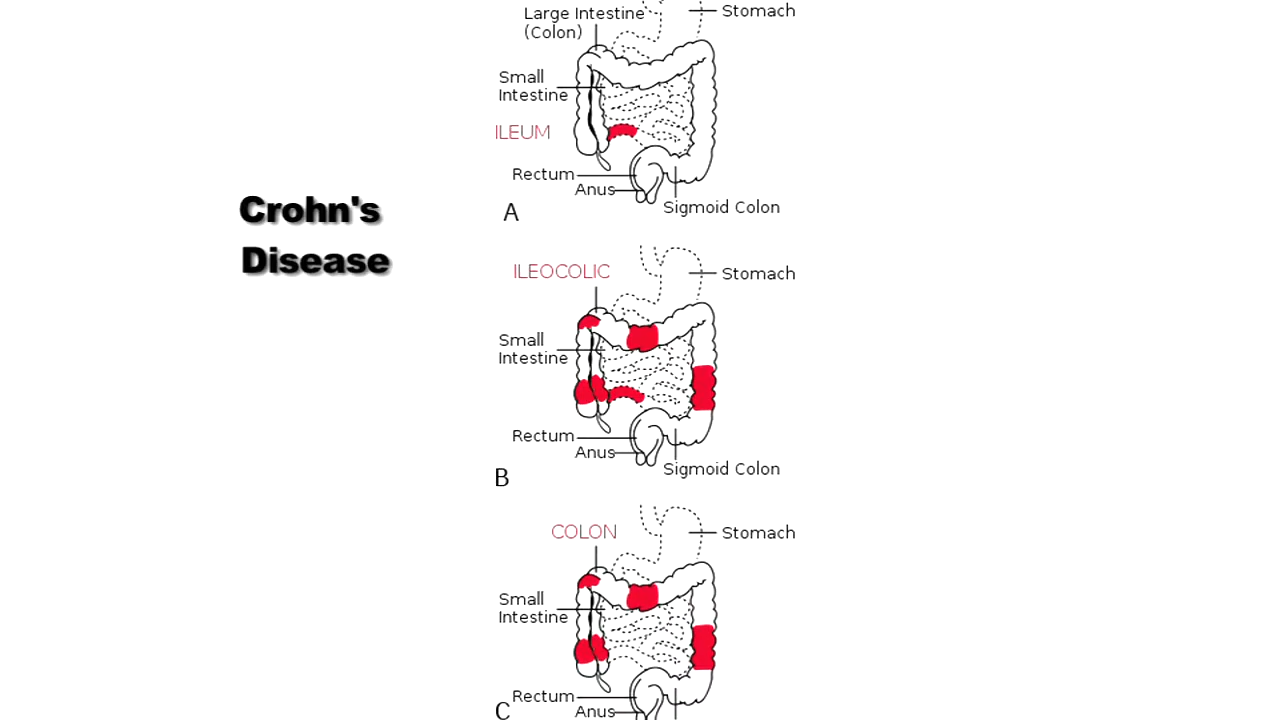 Crohn's
Disease
Large Intestine
(Colon)
Stomach
Small
Intestine
ILEUM
Rectum
Anus
Sigmoid Colon
A
ILEOCOLIC
Stomach
Small
Intestine
Rectum
Anus
Sigmoid Colon
B
COLON
Stomach
Small
Intestine
Rectum
Anus
C